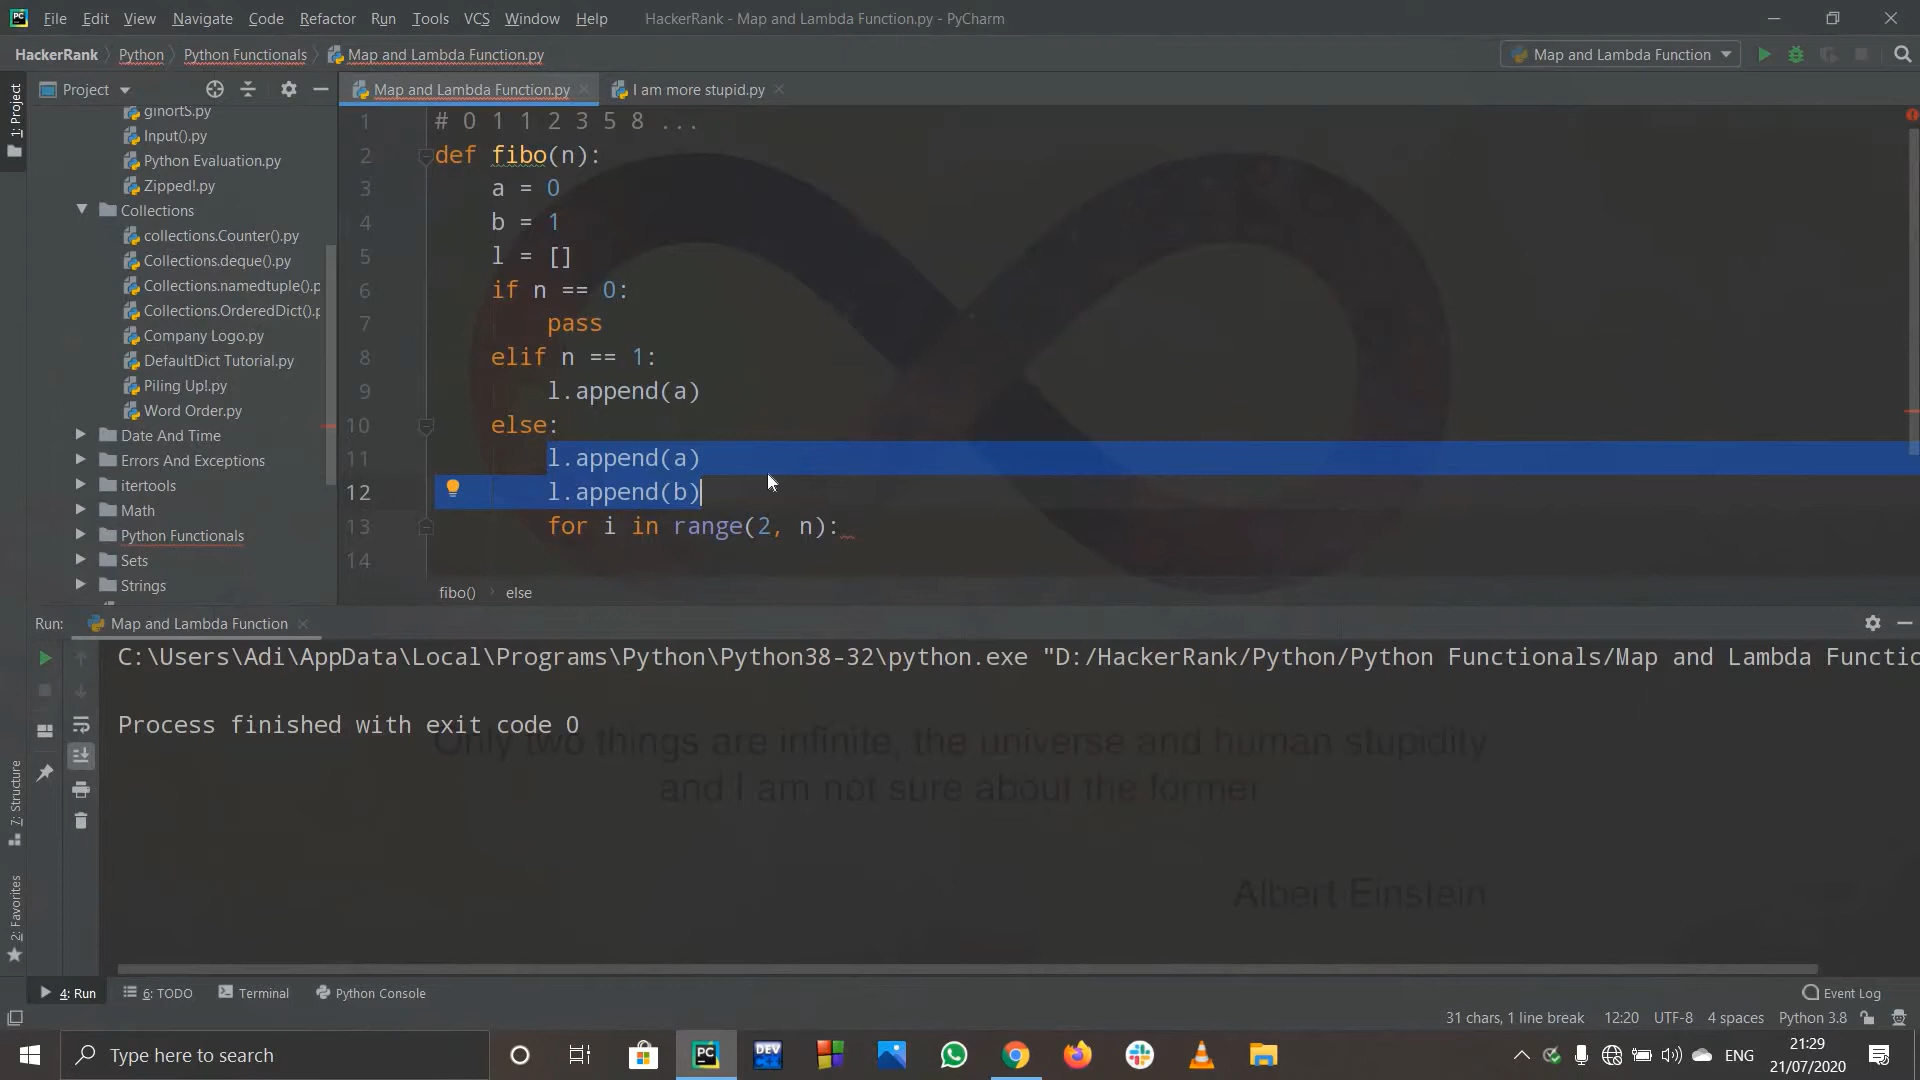 File Edit View Navigate Code Refactor Run Tools VCS Window Help HackerRank - Map and Lambda Function.py - PyCharm
HackerRank Python Python Functionals Map and Lambda Function.py Map and Lambda Function
Project Map and Lambda Function.py I am more stupid.py
1: Project
ginortS.py
Input().py
Python Evaluation.py
Zipped!.py
Collections
collections.Counter().py
Collections.deque().py
Collections.namedtuple().p
Collections.OrderedDict().p
Company Logo.py
DefaultDict Tutorial.py
Piling Up!.py
Word Order.py
Date And Time
Errors And Exceptions
itertools
Math
Python Functionals
Sets
Strings
1 # 0 1 1 2 3 5 8 ...
2 def fibo(n):
3 a = 0
4 b = 1
5 l = []
6 if n == 0:
7 pass
8 elif n == 1:
9 l.append(a)
10 else:
11 l.append(a)
12 l.append(b)
13 for i in range(2, n):
14
fibo() else
Run: Map and Lambda Function
C:\Users\Adi\AppData\Local\Programs\Python\Python38-32\python.exe "D:/HackerRank/Python/Python Functionals/Map and Lambda Functio
Process finished with exit code 0
Only two things are infinite, the universe and human stupidity
and I am not sure about the former
Albert Einstein
7: Structure
2: Favorites
4: Run 6: TODO Terminal Python Console Event Log
31 chars, 1 line break 12:20 UTF-8 4 spaces Python 3.8
Type here to search PC DEV ENG 21:29
21/07/2020